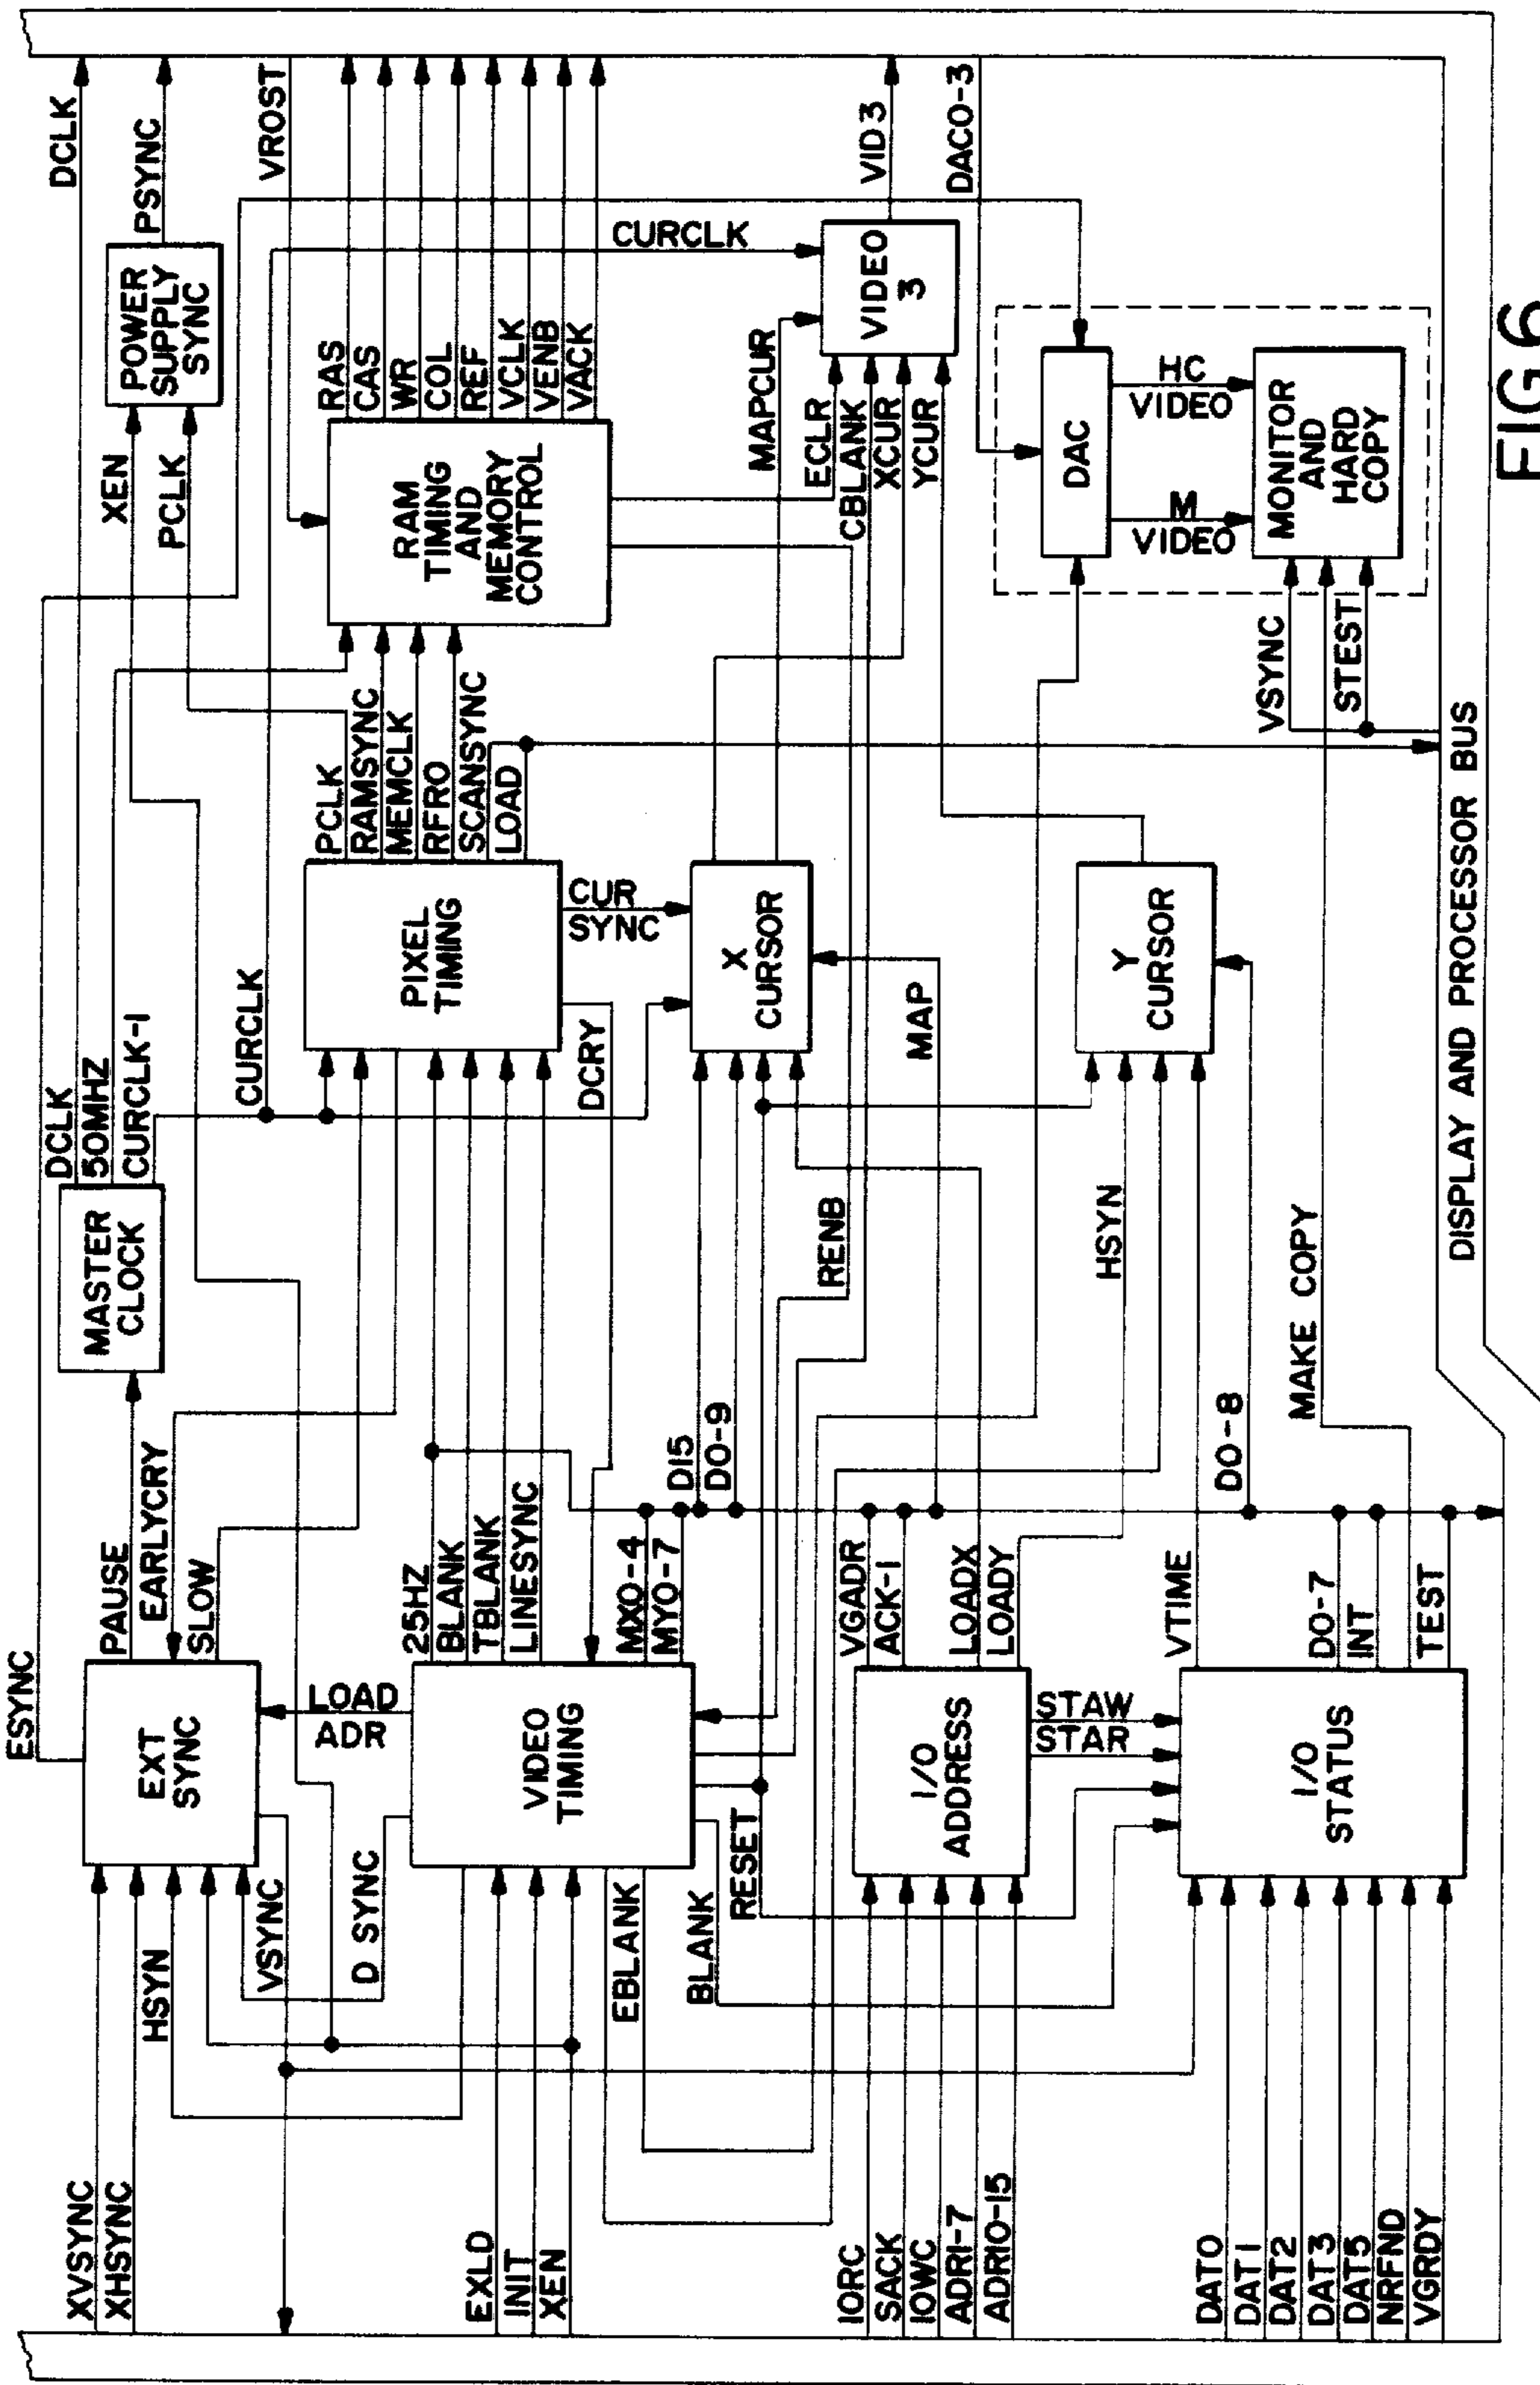 ESYNC
XVSYNC
XHSYNC
HSYN
VSYNC
D SYNC
EXT
SYNC
PAUSE
EARLYCRY
SLOW
LOAD
ADR
MASTER
CLOCK
DCLK
50MHZ
CURCLK-1
CURCLK
XEN
PCLK
POWER
SUPPLY
SYNC
DCLK
PSYNC
VROST
EXLD
INIT
XEN
EBLANK
BLANK
RESET
VIDEO
TIMING
25HZ
BLANK
TBLANK
LINESYNC
MX0-4
MY0-7
D15
D0-9
PIXEL
TIMING
DCRY
CUR
SYNC
PCLK
RAMSYNC
MEMCLK
RFRO
SCANSYNC
LOAD
RAM
TIMING
AND
MEMORY
CONTROL
RAS
CAS
WR
COL
REF
VCLK
VENB
VACK
CURCLK
X
CURSOR
MAP
RENB
MAPCUR
ECLR
CBLANK
XCUR
YCUR
VIDEO
3
VID3
DAC0-3
IORC
SACK
IOWC
ADR1-7
ADR10-15
I/O
ADDRESS
VGADR
ACK-1
LOADX
LOADY
STAW
STAR
HSYN
Y
CURSOR
DAC
M
VIDEO
HC
VIDEO
MONITOR
AND
HARD
COPY
VSYNC
STEST
DAT0
DAT1
DAT2
DAT3
DAT5
NRFND
VGRDY
I/O
STATUS
VTIME
D0-7
INT
TEST
D0-8
MAKE COPY
DISPLAY AND PROCESSOR BUS
FIG 6